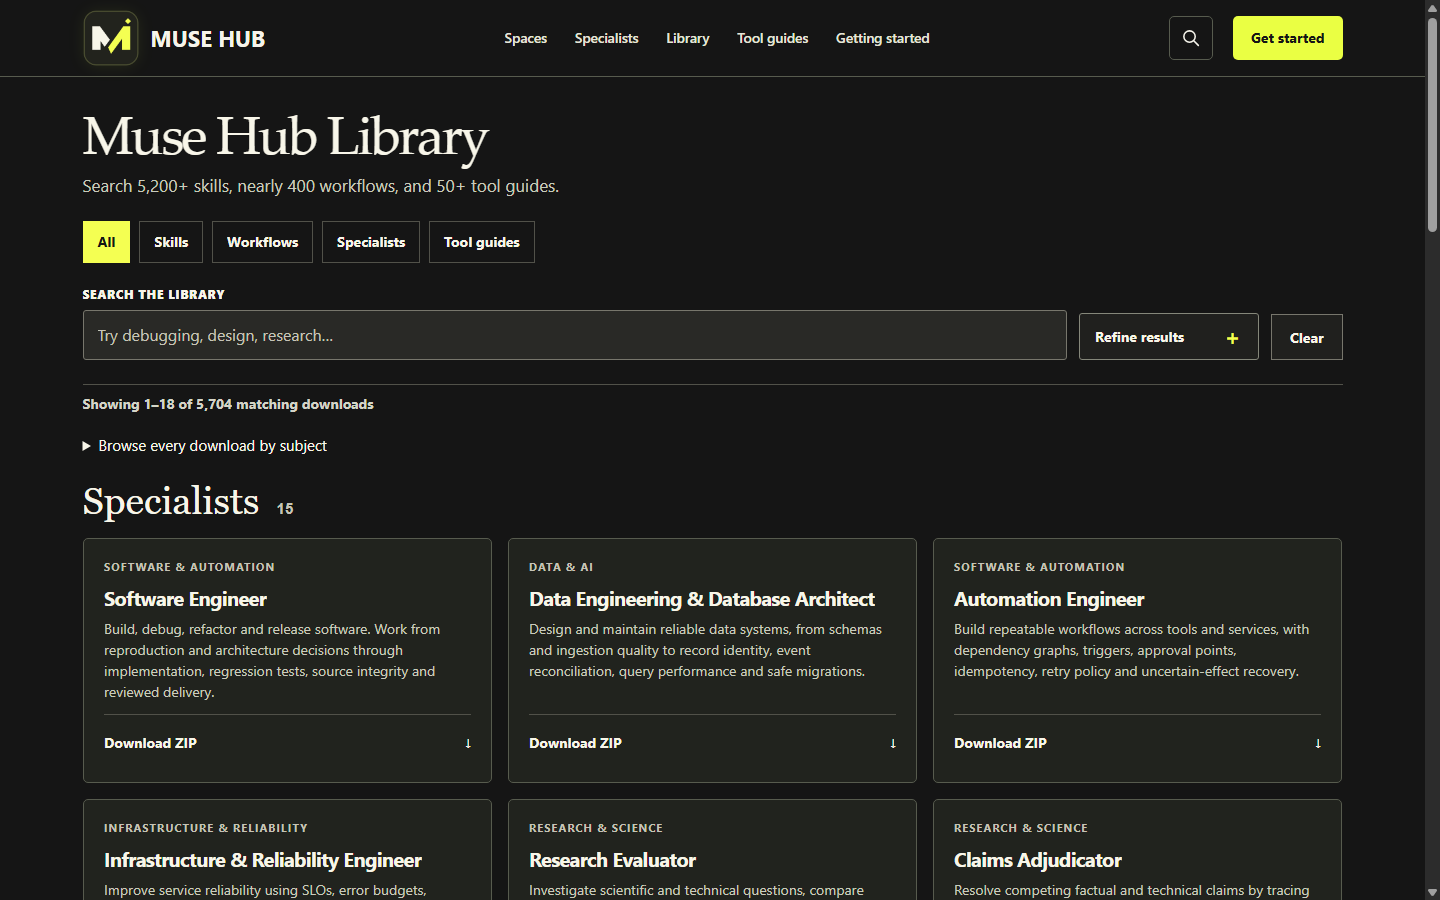 MUSE HUB
Spaces
Specialists
Library
Tool guides
Getting started
Get started
Muse Hub Library
Search 5,200+ skills, nearly 400 workflows, and 50+ tool guides.
All
Skills
Workflows
Specialists
Tool guides
SEARCH THE LIBRARY
Try debugging, design, research...
Refine results +
Clear
Showing 1–18 of 5,704 matching downloads
Browse every download by subject
Specialists 15
SOFTWARE & AUTOMATION
Software Engineer
Build, debug, refactor and release software. Work from
reproduction and architecture decisions through
implementation, regression tests, source integrity and
reviewed delivery.
Download ZIP ↓
DATA & AI
Data Engineering & Database Architect
Design and maintain reliable data systems, from schemas
and ingestion quality to record identity, event
reconciliation, query performance and safe migrations.
Download ZIP ↓
SOFTWARE & AUTOMATION
Automation Engineer
Build repeatable workflows across tools and services, with
dependency graphs, triggers, approval points,
idempotency, retry policy and uncertain-effect recovery.
Download ZIP ↓
INFRASTRUCTURE & RELIABILITY
Infrastructure & Reliability Engineer
Improve service reliability using SLOs, error budgets,
RESEARCH & SCIENCE
Research Evaluator
Investigate scientific and technical questions, compare
RESEARCH & SCIENCE
Claims Adjudicator
Resolve competing factual and technical claims by tracing